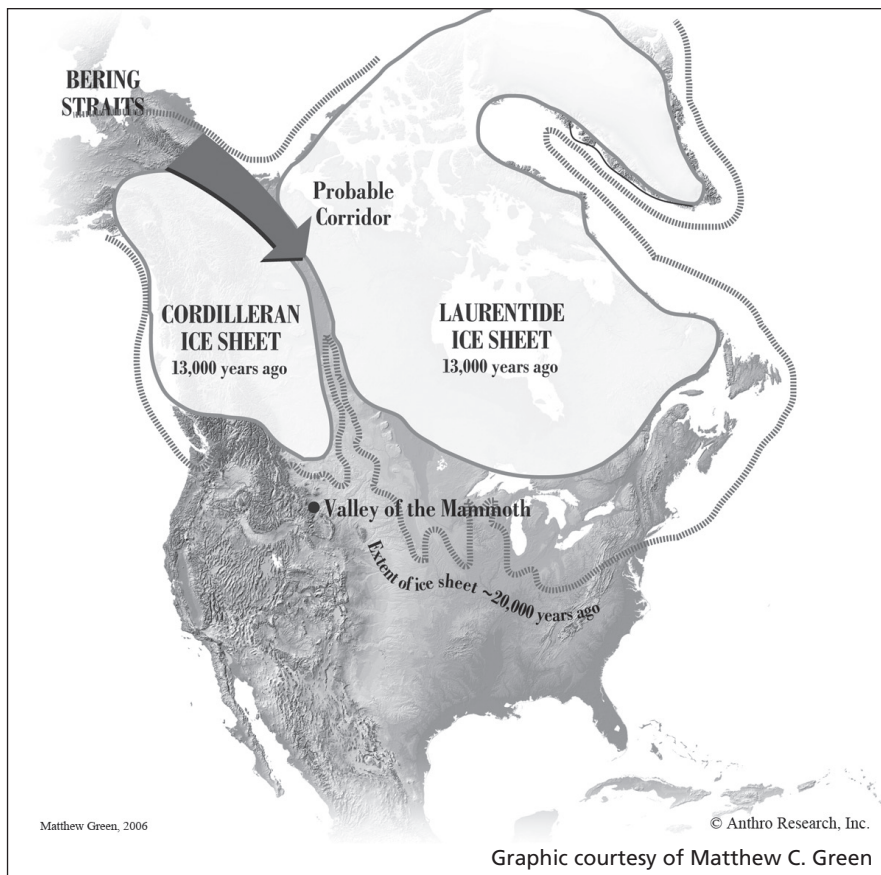 BERING
STRAITS
Probable
Corridor
CORDILLERAN
ICE SHEET
13,000 years ago
LAURENTIDE
ICE SHEET
13,000 years ago
Valley of the Mammoth
Extent of ice sheet ~20,000 years ago
Matthew Green, 2006
© Anthro Research, Inc.
Graphic courtesy of Matthew C. Green